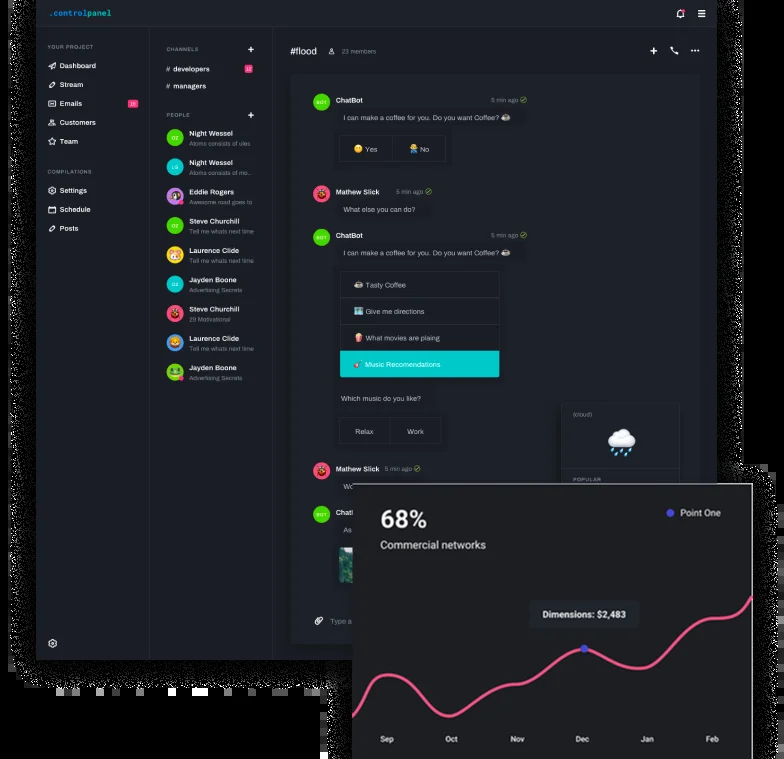 .controlpanel
YOUR PROJECT
Dashboard
Stream
Emails
Customers
Team
COMPILATIONS
Settings
Schedule
Posts
CHANNELS
# developers
# managers
PEOPLE
OZ Night Wessel
Atoms consists of ules
Night Wessel
Atoms consists of mo..
Eddie Rogers
Awesome road goes to
OZ Steve Churchill
Tell me whats next time
Laurence Clide
Tell me whats next time
OZ Jayden Boone
Advertising Secrets
Steve Churchill
29 Motivational
Laurence Clide
Tell me whats next time
Jayden Boone
Advertising Secrets
#flood 23 members
BOT ChatBot 5 min ago
I can make a coffee for you. Do you want Coffee? ☕
😶 Yes
No
Mathew Slick 5 min ago
What else you can do?
BOT ChatBot 5 min ago
I can make a coffee for you. Do you want Coffee? ☕
Tasty Coffee
Give me directions
What movies are plaing
Music Recomendations
Which music do you like?
Relax
Work
Mathew Slick 5 min ago
Wo
BOT Chat
As
Type a
(cloud)
POPULAR
68%
Commercial networks
Point One
Dimensions: $2,483
Sep Oct Nov Dec Jan Feb